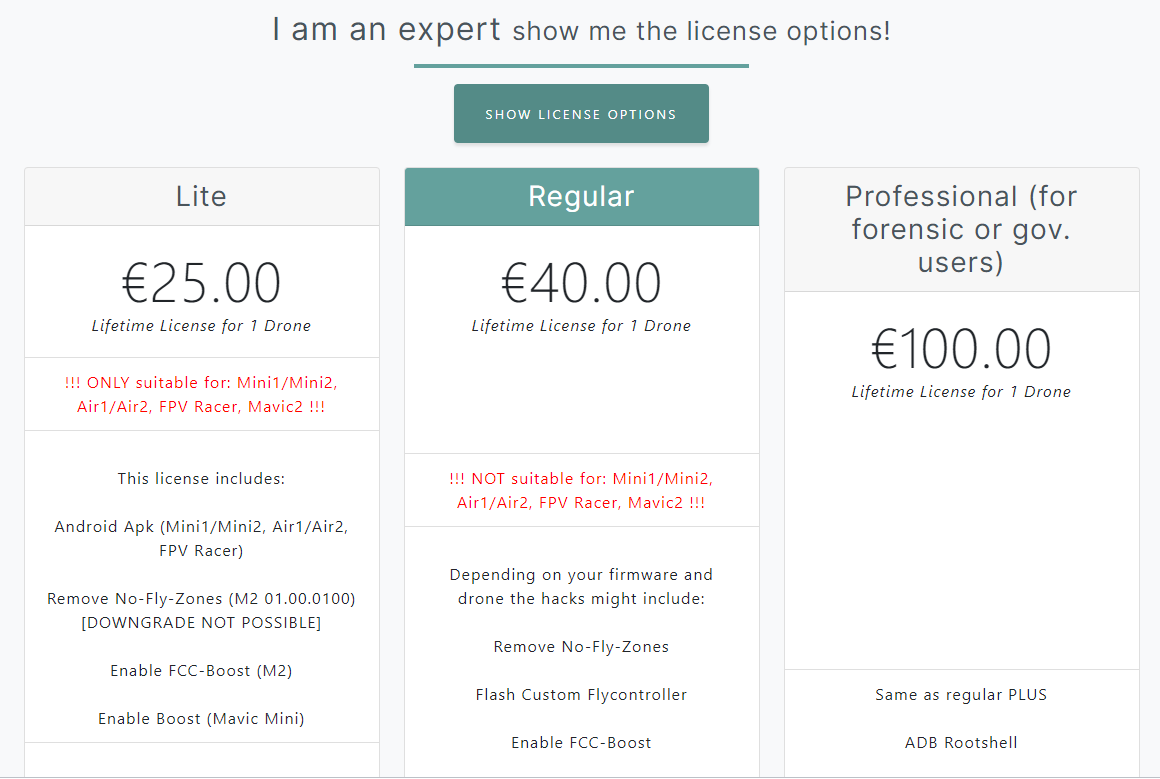 I am an expert show me the license options!
SHOW LICENSE OPTIONS
Lite
€25.00
Lifetime License for 1 Drone
!!! ONLY suitable for: Mini1/Mini2,
Air1/Air2, FPV Racer, Mavic2 !!!
This license includes:
Android Apk (Mini1/Mini2, Air1/Air2,
FPV Racer)
Remove No-Fly-Zones (M2 01.00.0100)
[DOWNGRADE NOT POSSIBLE]
Enable FCC-Boost (M2)
Enable Boost (Mavic Mini)
Regular
€40.00
Lifetime License for 1 Drone
!!! NOT suitable for: Mini1/Mini2,
Air1/Air2, FPV Racer, Mavic2 !!!
Depending on your firmware and
drone the hacks might include:
Remove No-Fly-Zones
Flash Custom Flycontroller
Enable FCC-Boost
Professional (for
forensic or gov.
users)
€100.00
Lifetime License for 1 Drone
Same as regular PLUS
ADB Rootshell